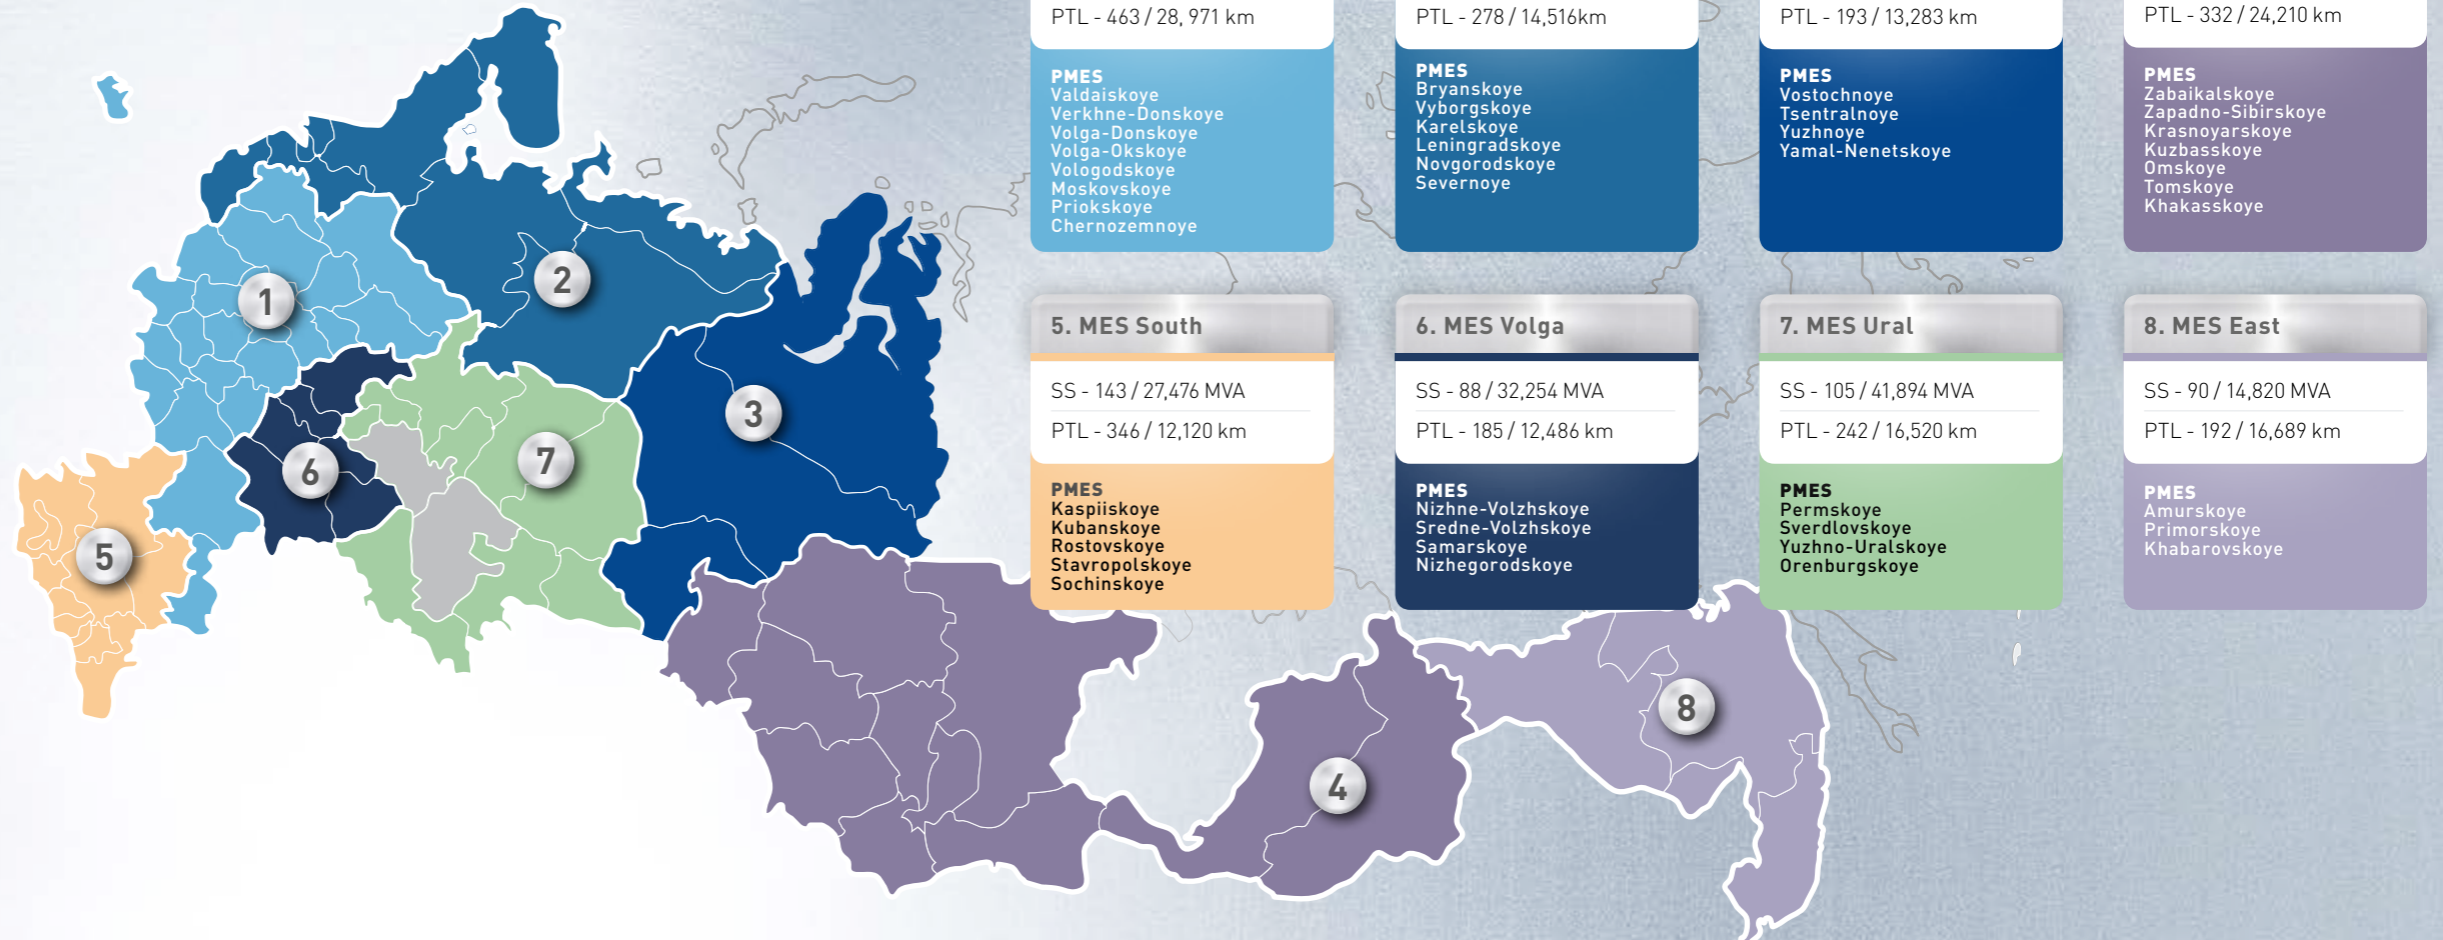 PTL - 463 / 28, 971 km
PMES
Valdaiskoye
Verkhne-Donskoye
Volga-Donskoye
Volga-Okskoye
Vologodskoye
Moskovskoye
Priokskoye
Chernozemnoye
PTL - 278 / 14,516km
PMES
Bryanskoye
Vyborgskoye
Karelskoye
Leningradskoye
Novgorodskoye
Severnoye
PTL - 193 / 13,283 km
PMES
Vostochnoye
Tsentralnoye
Yuzhnoye
Yamal-Nenetskoye
PTL - 332 / 24,210 km
PMES
Zabaikalskoye
Zapadno-Sibirskoye
Krasnoyarskoye
Kuzbasskoye
Omskoye
Tomskoye
Khakasskoye
5. MES South
SS - 143 / 27,476 MVA
PTL - 346 / 12,120 km
PMES
Kaspiiskoye
Kubanskoye
Rostovskoye
Stavropolskoye
Sochinskoye
6. MES Volga
SS - 88 / 32,254 MVA
PTL - 185 / 12,486 km
PMES
Nizhne-Volzhskoye
Sredne-Volzhskoye
Samarskoye
Nizhegorodskoye
7. MES Ural
SS - 105 / 41,894 MVA
PTL - 242 / 16,520 km
PMES
Permskoye
Sverdlovskoye
Yuzhno-Uralskoye
Orenburgskoye
8. MES East
SS - 90 / 14,820 MVA
PTL - 192 / 16,689 km
PMES
Amurskoye
Primorskoye
Khabarovskoye
1
2
3
6
7
5
4
8